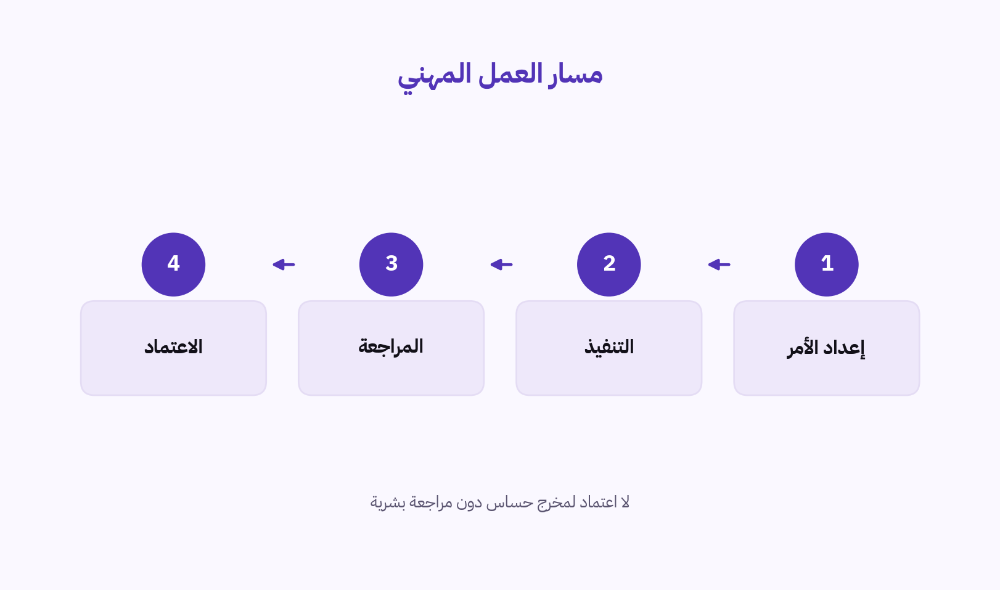 مسار العمل المهني
1
2
3
4
إعداد الأمر
التنفيذ
المراجعة
الاعتماد
لا اعتماد لمخرج حساس دون مراجعة بشرية